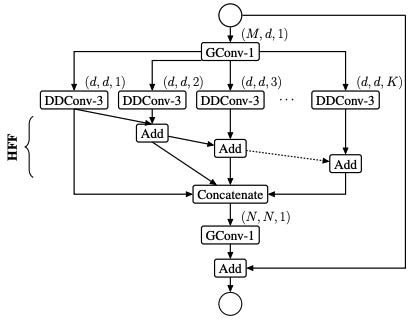 (M, d, 1)
GConv-1
(d, d, 1) (d, d, 2) (d, d, 3) (d, d, K)
DDConv-3 DDConv-3 DDConv-3 ··· DDConv-3
HFF
Add
Add
Add
Concatenate
(N, N, 1)
GConv-1
Add